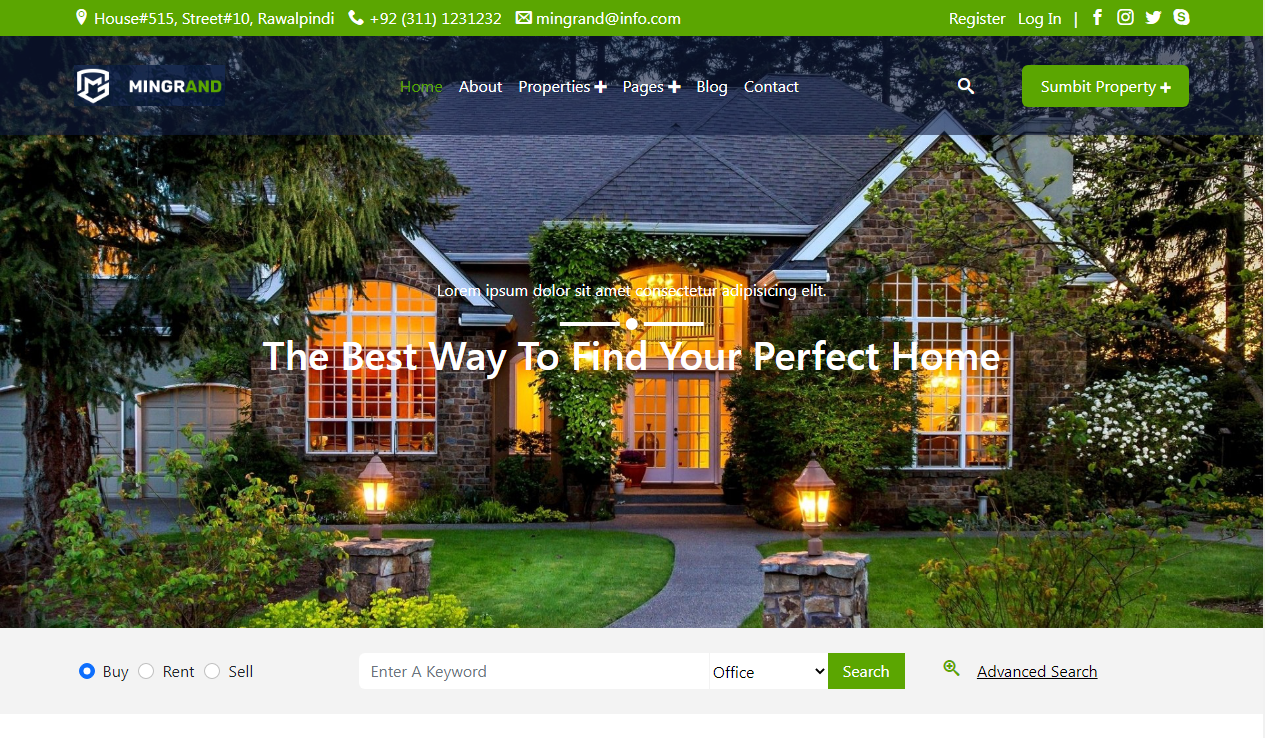 House#515, Street#10, Rawalpindi +92 (311) 1231232 mingrand@info.com Register Log In |
MINGRAND Home About Properties Pages Blog Contact Sumbit Property
Lorem ipsum dolor sit amet consectetur adipisicing elit.
The Best Way To Find Your Perfect Home
Buy Rent Sell Enter A Keyword Office Search Advanced Search